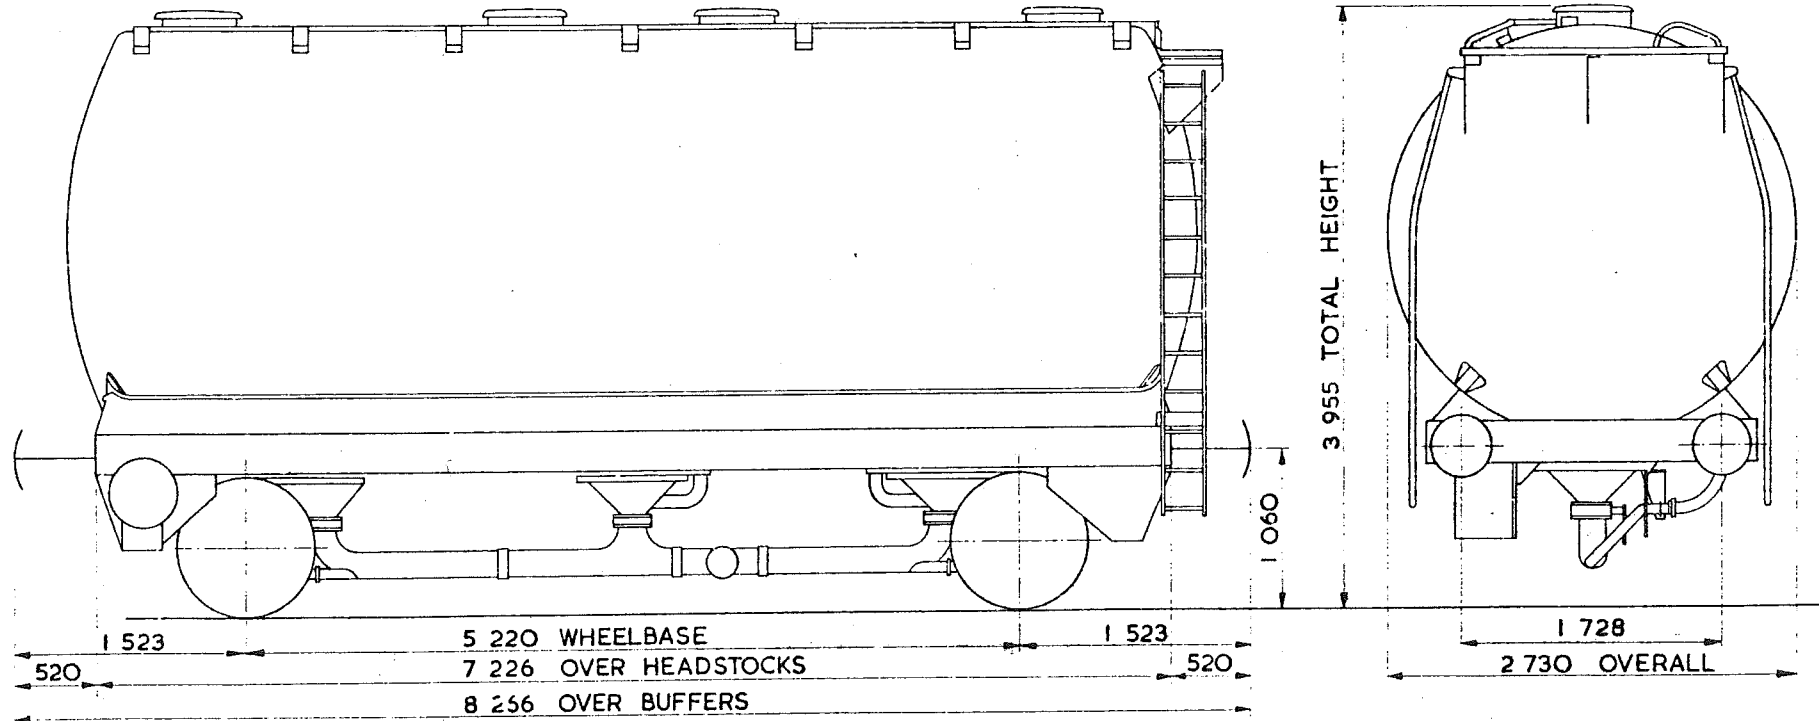 3 955 TOTAL HEIGHT
1 060
1 523
5 220 WHEELBASE
1 523
1 728
520
7 226 OVER HEADSTOCKS
520
2 730 OVERALL
8 266 OVER BUFFERS